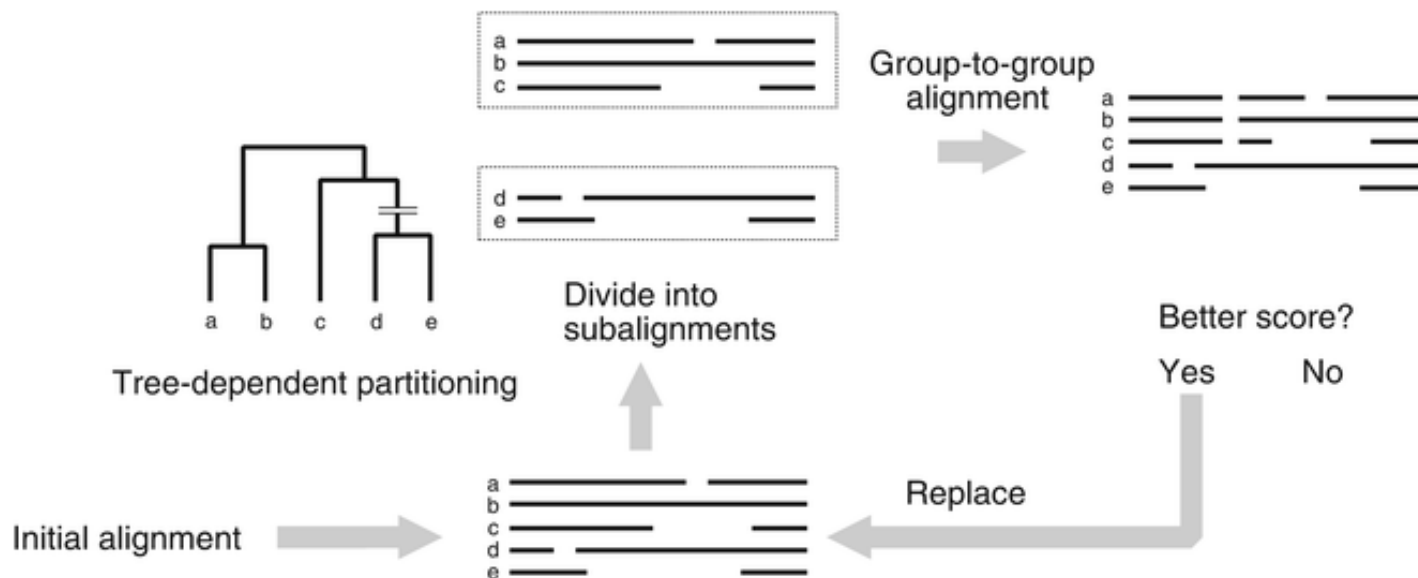 a
b
c
d
e
Group-to-group
alignment
a
b
c
d
e
a b c d e
Tree-dependent partitioning
Divide into
subalignments
Better score?
Yes No
Initial alignment
a
b
c
d
e
Replace